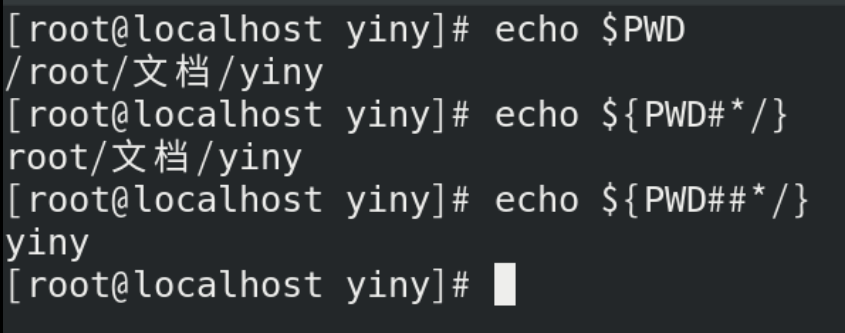 [root@localhost yiny]# echo $PWD
/root/文档/yiny
[root@localhost yiny]# echo ${PWD#*/}
root/文档/yiny
[root@localhost yiny]# echo ${PWD##*/}
yiny
[root@localhost yiny]#